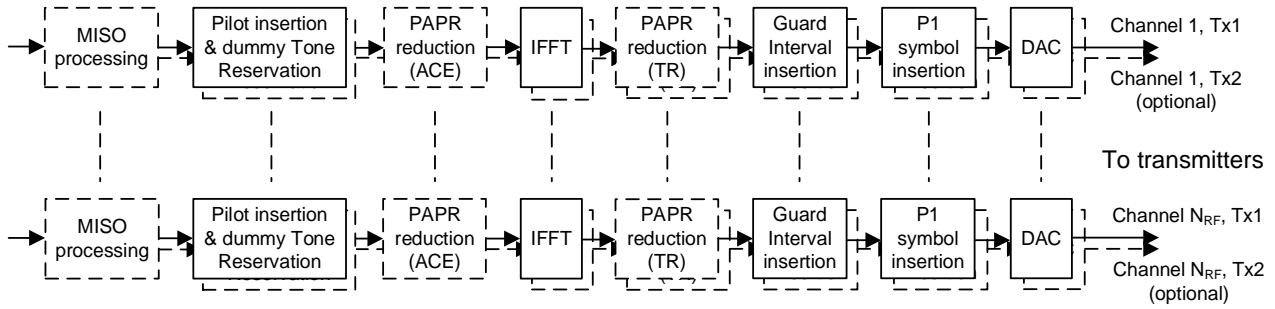 MISO
processing
Pilot insertion
& dummy Tone
Reservation
PAPR
reduction
(ACE)
IFFT
PAPR
reduction
(TR)
Guard
Interval
insertion
P1
symbol
insertion
DAC
Channel 1, Tx1
Channel 1, Tx2
(optional)
To transmitters
MISO
processing
Pilot insertion
& dummy Tone
Reservation
PAPR
reduction
(ACE)
IFFT
PAPR
reduction
(TR)
Guard
Interval
insertion
P1
symbol
insertion
DAC
Channel NRF, Tx1
Channel NRF, Tx2
(optional)